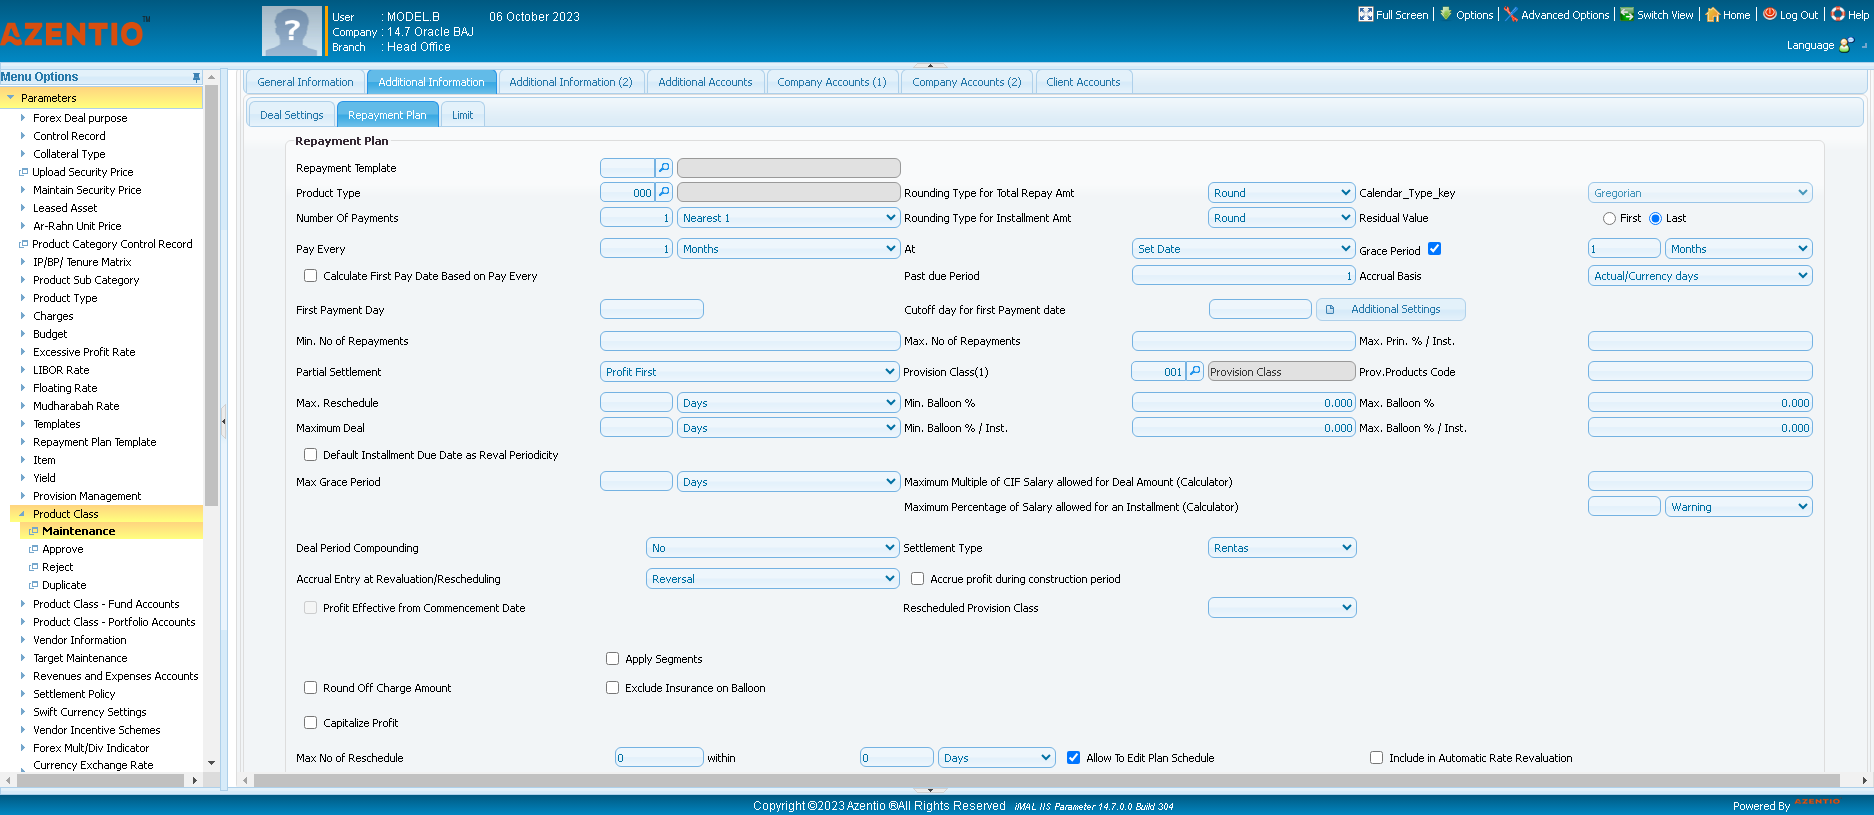 AZENTIO™
User : MODEL.B 06 October 2023
Company : 14.7 Oracle BAJ
Branch : Head Office
Full Screen Options Advanced Options Switch View Home Log Out Help
Language
Menu Options
Parameters
Forex Deal purpose
Control Record
Collateral Type
Upload Security Price
Maintain Security Price
Leased Asset
Ar-Rahn Unit Price
Product Category Control Record
IP/BP/ Tenure Matrix
Product Sub Category
Product Type
Charges
Budget
Excessive Profit Rate
LIBOR Rate
Floating Rate
Mudharabah Rate
Templates
Repayment Plan Template
Item
Yield
Provision Management
Product Class
Maintenance
Approve
Reject
Duplicate
Product Class - Fund Accounts
Product Class - Portfolio Accounts
Vendor Information
Target Maintenance
Revenues and Expenses Accounts
Settlement Policy
Swift Currency Settings
Vendor Incentive Schemes
Forex Mult/Div Indicator
Currency Exchange Rate
General Information Additional Information Additional Information (2) Additional Accounts Company Accounts (1) Company Accounts (2) Client Accounts
Deal Settings Repayment Plan Limit
Repayment Plan
Repayment Template
Product Type 000 Rounding Type for Total Repay Amt Round Calendar_Type_key Gregorian
Number Of Payments 1 Nearest 1 Rounding Type for Installment Amt Round Residual Value First Last
Pay Every 1 Months At Set Date Grace Period 1 Months
Calculate First Pay Date Based on Pay Every Past due Period 1 Accrual Basis Actual/Currency days
First Payment Day Cutoff day for first Payment date Additional Settings
Min. No of Repayments Max. No of Repayments Max. Prin. % / Inst.
Partial Settlement Profit First Provision Class(1) 001 Provision Class Prov.Products Code
Max. Reschedule Days Min. Balloon % 0.000 Max. Balloon % 0.000
Maximum Deal Days Min. Balloon % / Inst. 0.000 Max. Balloon % / Inst. 0.000
Default Installment Due Date as Reval Periodicity
Max Grace Period Days Maximum Multiple of CIF Salary allowed for Deal Amount (Calculator)
Maximum Percentage of Salary allowed for an Installment (Calculator) Warning
Deal Period Compounding No Settlement Type Rentas
Accrual Entry at Revaluation/Rescheduling Reversal Accrue profit during construction period
Profit Effective from Commencement Date Rescheduled Provision Class
Apply Segments
Round Off Charge Amount Exclude Insurance on Balloon
Capitalize Profit
Max No of Reschedule 0 within 0 Days Allow To Edit Plan Schedule Include in Automatic Rate Revaluation
Copyright ©2023 Azentio ®All Rights Reserved iMAL IIS Parameter 14.7.0.0 Build 304
Powered By AZENTIO